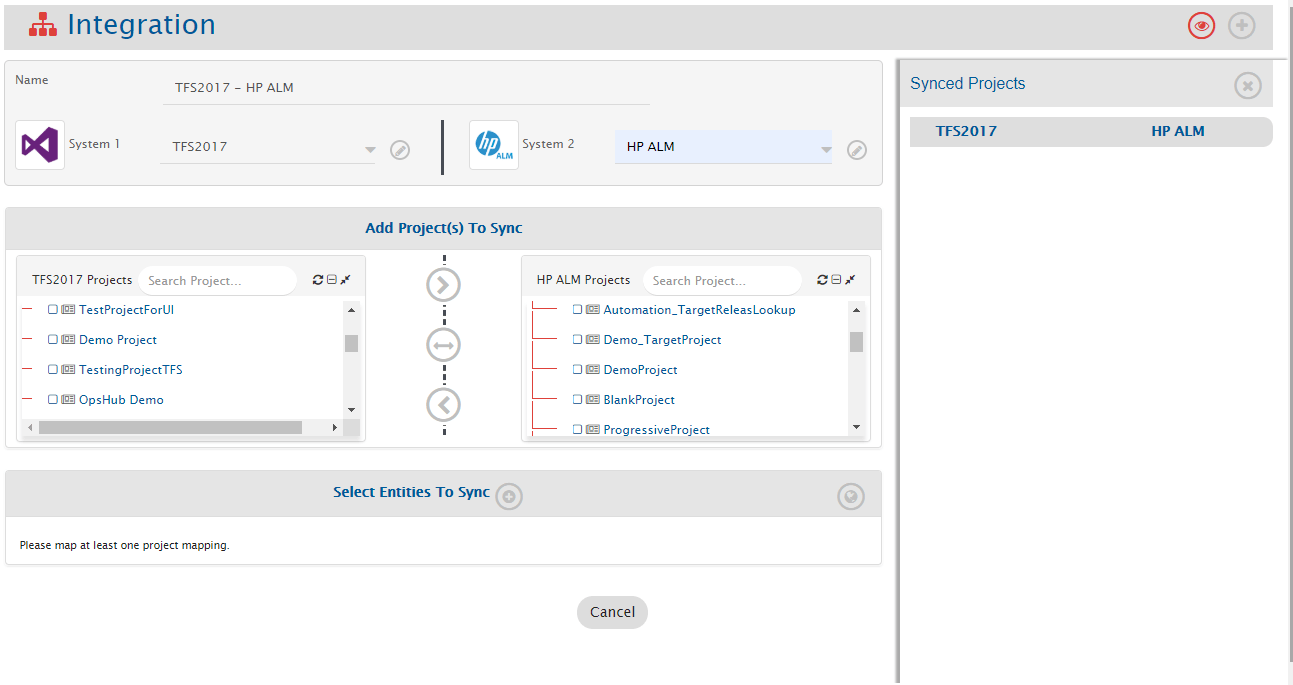 Integration
Name
TFS2017 - HP ALM
System 1
TFS2017
hp
ALM
System 2
HP ALM
Add Project(s) To Sync
TFS2017 Projects
Search Project...
TestProjectForUI
Demo Project
TestingProjectTFS
OpsHub Demo
HP ALM Projects
Search Project...
Automation_TargetReleasLookup
Demo_TargetProject
DemoProject
BlankProject
ProgressiveProject
Select Entities To Sync
Please map at least one project mapping.
Cancel
Synced Projects
TFS2017 HP ALM